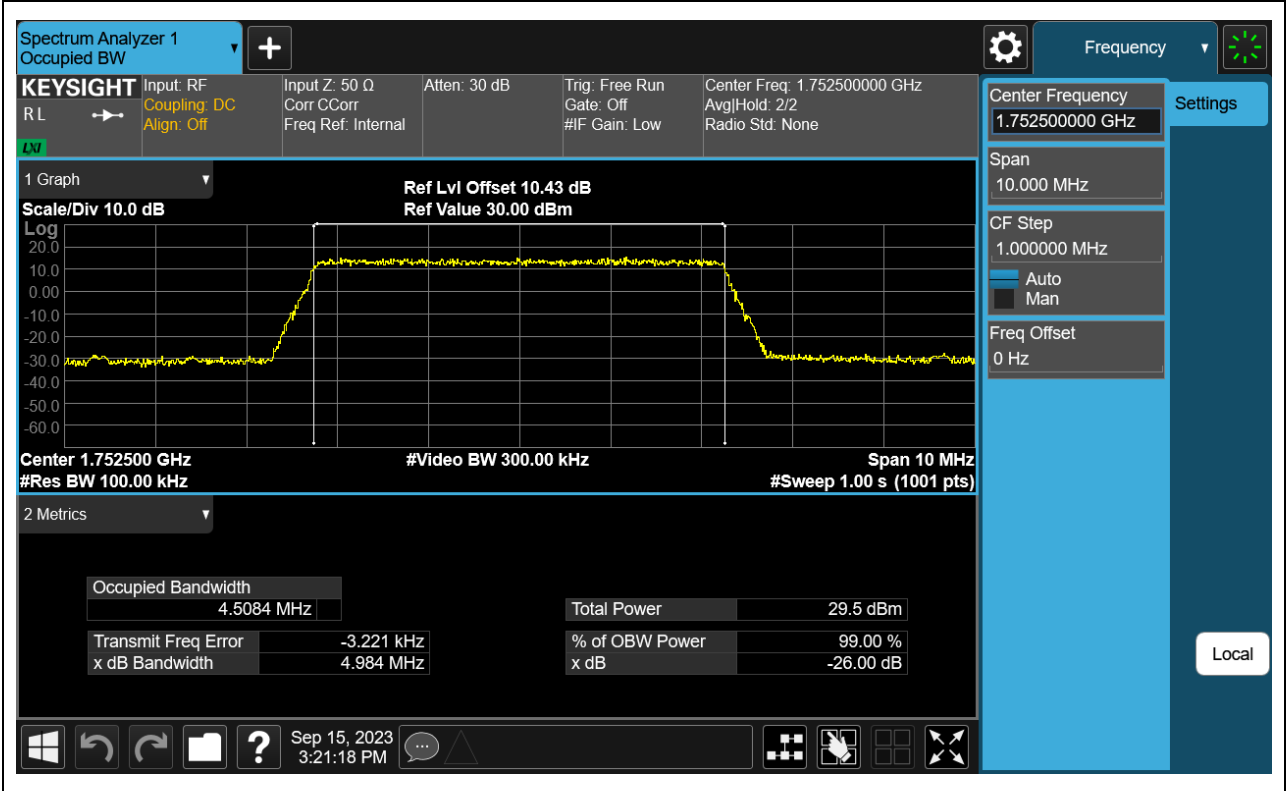 Spectrum Analyzer 1
Occupied BW
Frequency
KEYSIGHT
R L
LXI
Input: RF
Coupling: DC
Align: Off
Input Z: 50 Ω
Corr CCorr
Freq Ref: Internal
Atten: 30 dB
Trig: Free Run
Gate: Off
#IF Gain: Low
Center Freq: 1.752500000 GHz
Avg|Hold: 2/2
Radio Std: None
Center Frequency
1.752500000 GHz
Settings
Span
10.000 MHz
CF Step
1.000000 MHz
Auto
Man
Freq Offset
0 Hz
Local
1 Graph
Scale/Div 10.0 dB
Ref Lvl Offset 10.43 dB
Ref Value 30.00 dBm
Log
20.0
10.0
0.00
-10.0
-20.0
-30.0
-40.0
-50.0
-60.0
Center 1.752500 GHz
#Video BW 300.00 kHz
Span 10 MHz
#Res BW 100.00 kHz
#Sweep 1.00 s (1001 pts)
2 Metrics
Occupied Bandwidth
4.5084 MHz
Total Power 29.5 dBm
Transmit Freq Error -3.221 kHz
% of OBW Power 99.00 %
x dB Bandwidth 4.984 MHz
x dB -26.00 dB
?
Sep 15, 2023
3:21:18 PM